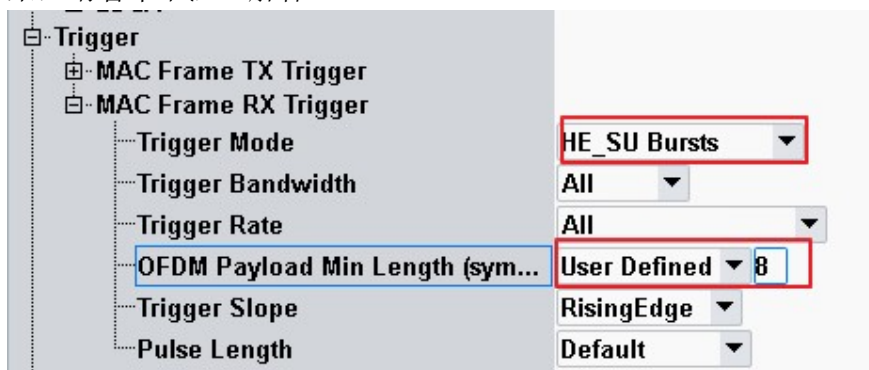 Trigger
MAC Frame TX Trigger
MAC Frame RX Trigger
Trigger Mode HE_SU Bursts
Trigger Bandwidth All
Trigger Rate All
OFDM Payload Min Length (sym... User Defined 8
Trigger Slope RisingEdge
Pulse Length Default